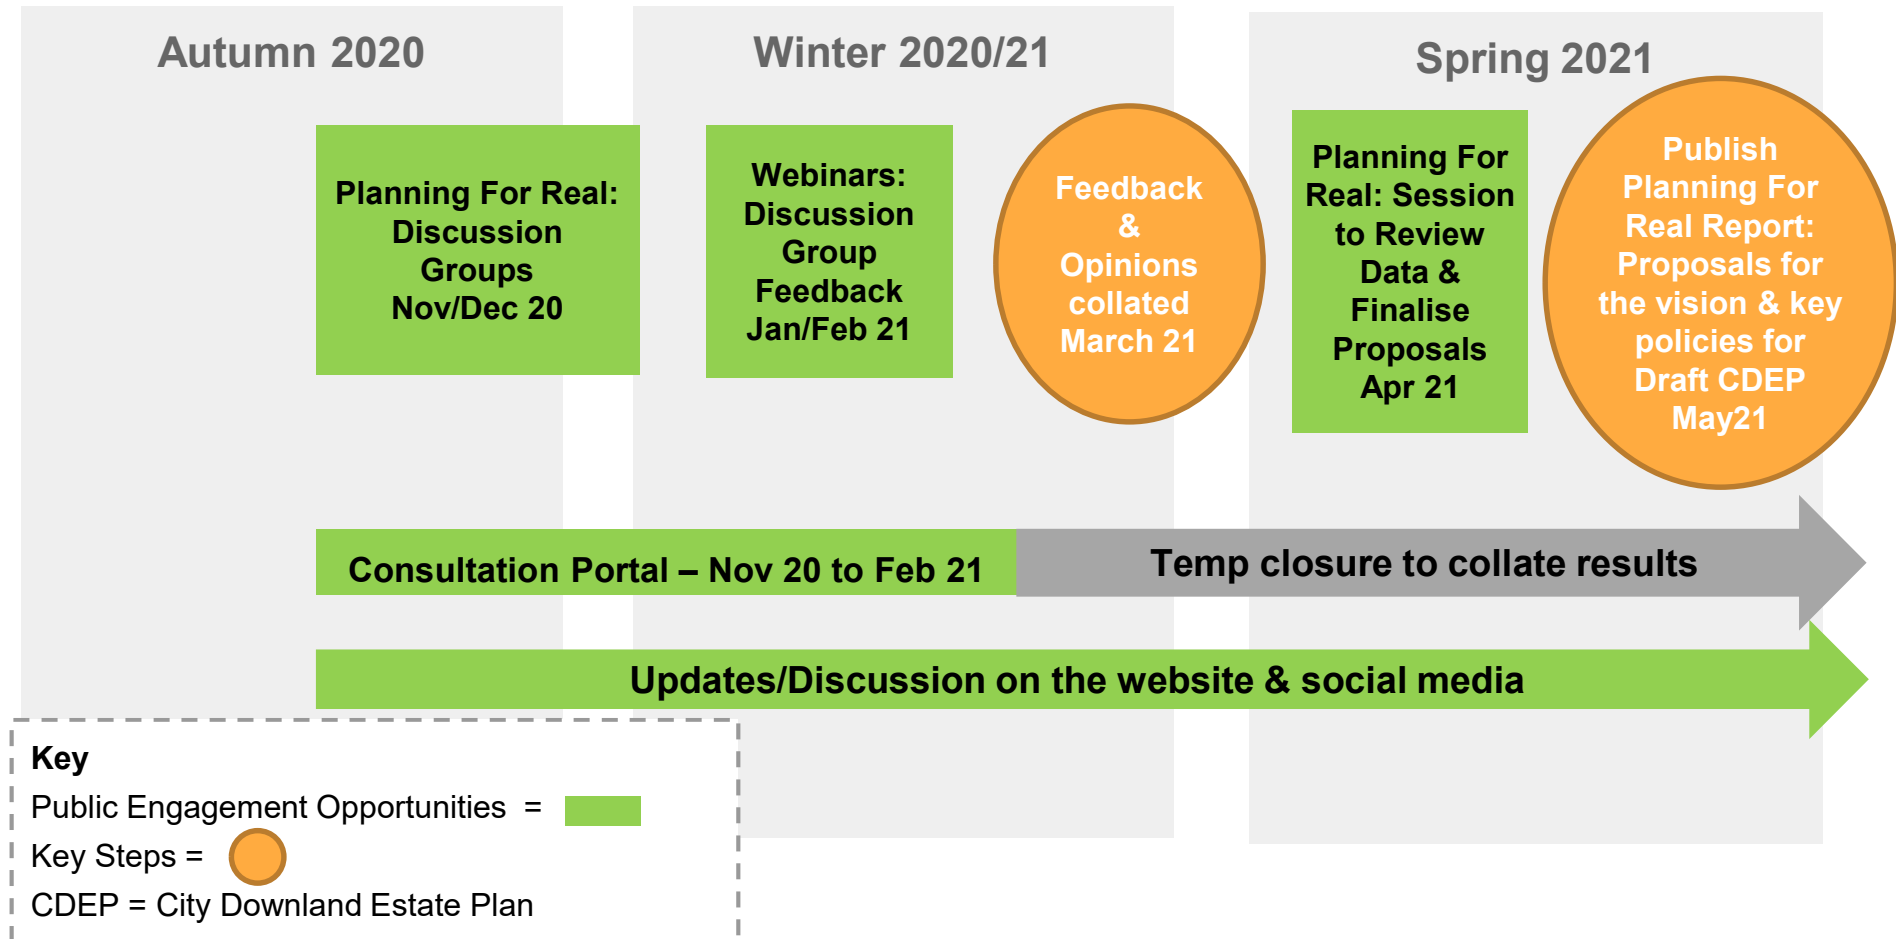 Autumn 2020
Winter 2020/21
Spring 2021
Planning For Real:
Discussion
Groups
Nov/Dec 20
Webinars:
Discussion
Group
Feedback
Jan/Feb 21
Feedback
&
Opinions
collated
March 21
Planning For
Real: Session
to Review
Data &
Finalise
Proposals
Apr 21
Publish
Planning For
Real Report:
Proposals for
the vision & key
policies for
Draft CDEP
May21
Consultation Portal – Nov 20 to Feb 21
Temp closure to collate results
Updates/Discussion on the website & social media
Key
Public Engagement Opportunities =
Key Steps =
CDEP = City Downland Estate Plan